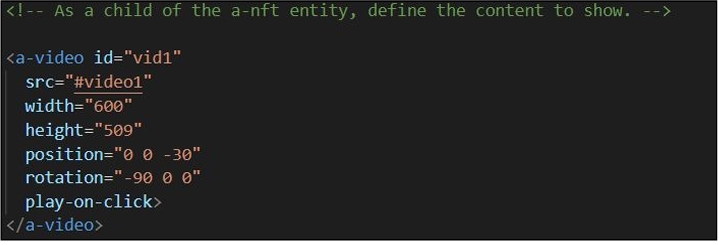 <!-- As a child of the a-nft entity, define the content to show. -->
<a-video id="vid1"
src="#video1"
width="600"
height="509"
position="0 0 -30"
rotation="-90 0 0"
play-on-click>
</a-video>